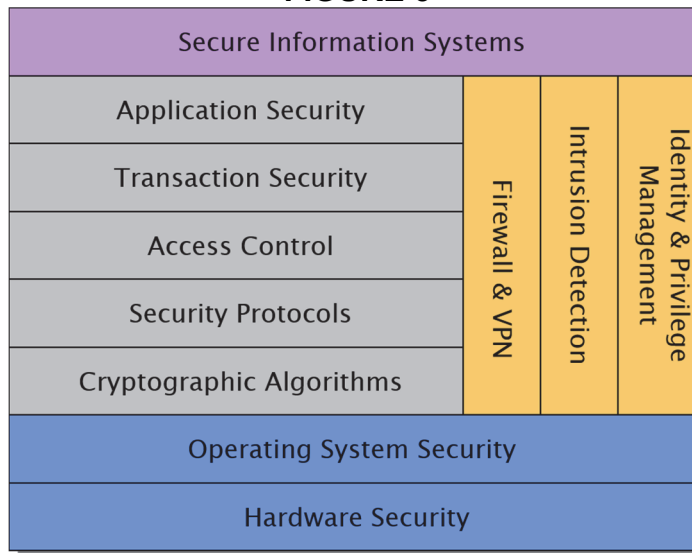 Secure Information Systems
Application Security
Transaction Security
Access Control
Security Protocols
Cryptographic Algorithms
Firewall & VPN
Intrusion Detection
Identity & Privilege
Management
Operating System Security
Hardware Security